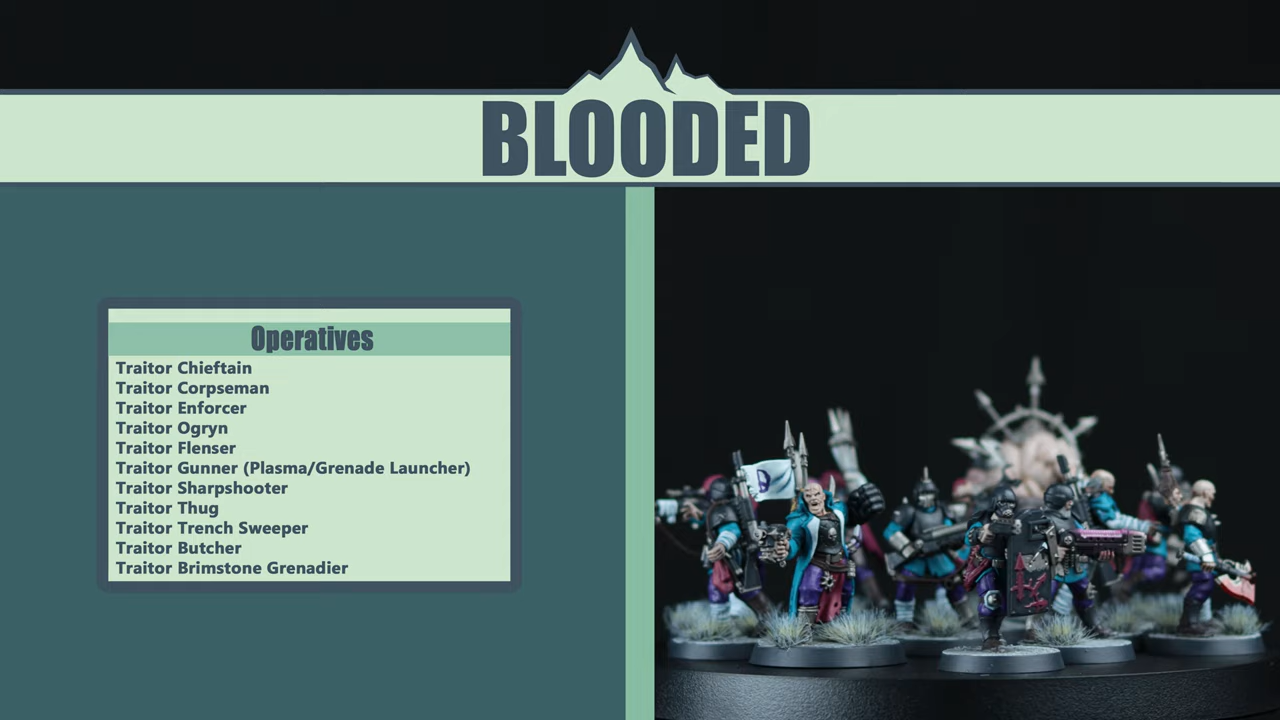 BLOODED
Operatives
Traitor Chieftain
Traitor Corpseman
Traitor Enforcer
Traitor Ogryn
Traitor Flenser
Traitor Gunner (Plasma/Grenade Launcher)
Traitor Sharpshooter
Traitor Thug
Traitor Trench Sweeper
Traitor Butcher
Traitor Brimstone Grenadier